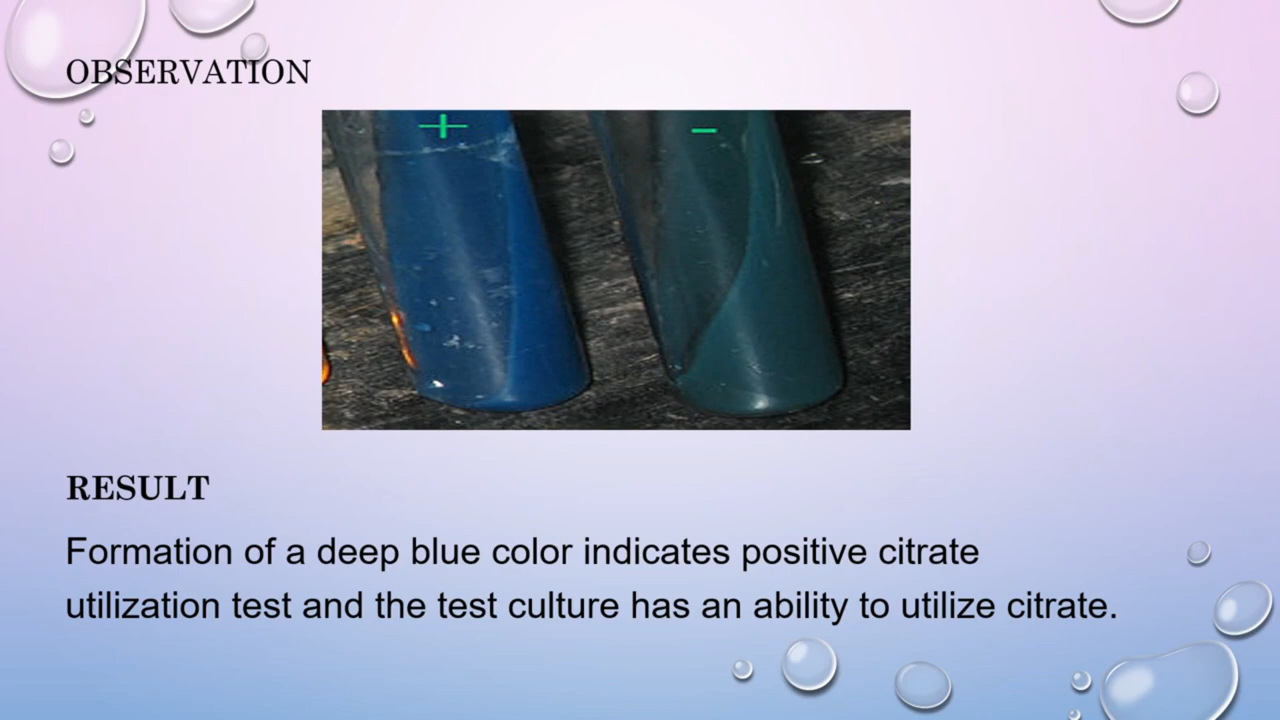 OBSERVATION
+ −
RESULT
Formation of a deep blue color indicates positive citrate
utilization test and the test culture has an ability to utilize citrate.